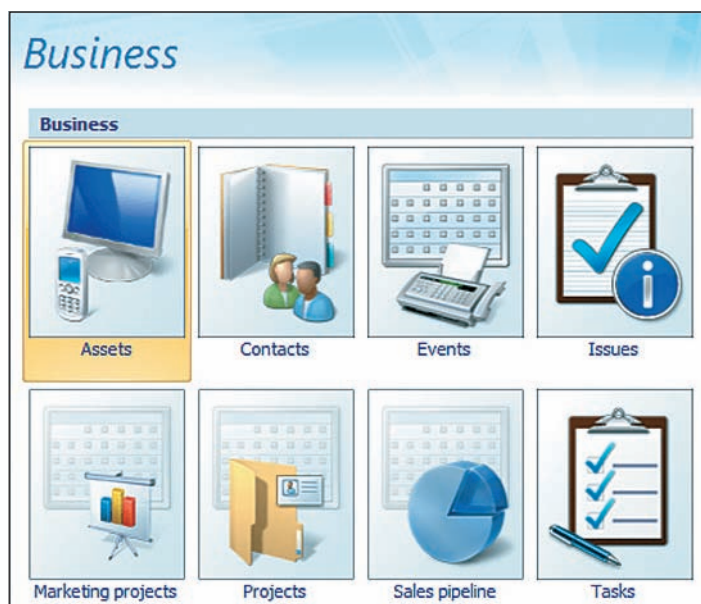 Business
Business
Assets
Contacts
Events
Issues
Marketing projects
Projects
Sales pipeline
Tasks